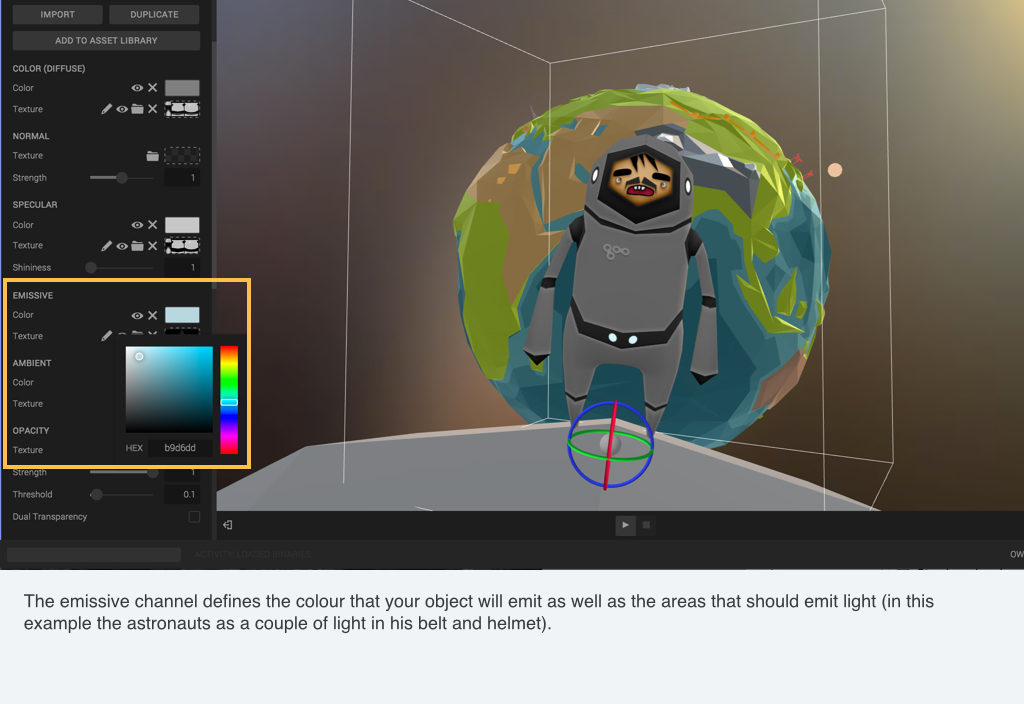 IMPORT DUPLICATE
ADD TO ASSET LIBRARY
COLOR (DIFFUSE)
Color
Texture
NORMAL
Texture
Strength 1
SPECULAR
Color
Texture
Shininess 1
EMISSIVE
Color
Texture
AMBIENT
Color
Texture
OPACITY
HEX b9d6dd
Texture
Strength 1
Threshold 0.1
Dual Transparency
ACTIVITY: LOADED BINARIES
OW
The emissive channel defines the colour that your object will emit as well as the areas that should emit light (in this
example the astronauts as a couple of light in his belt and helmet).